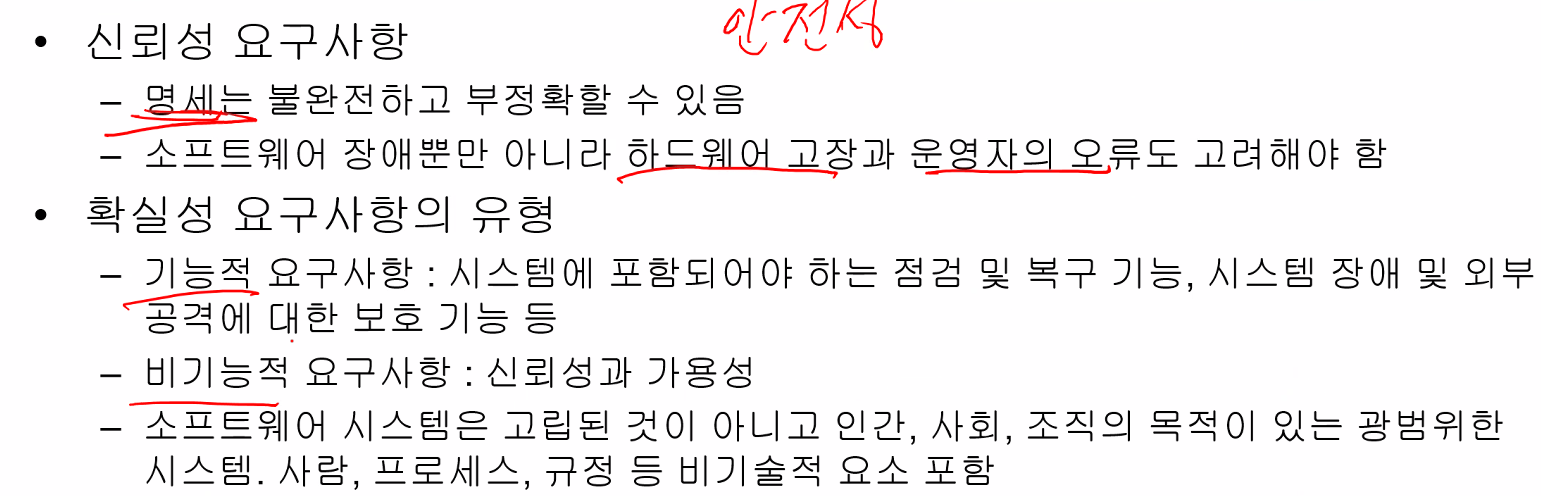 안전성
• 신뢰성 요구사항
– 명세는 불완전하고 부정확할 수 있음
– 소프트웨어 장애뿐만 아니라 하드웨어 고장과 운영자의 오류도 고려해야 함
• 확실성 요구사항의 유형
– 기능적 요구사항 : 시스템에 포함되어야 하는 점검 및 복구 기능, 시스템 장애 및 외부
공격에 대한 보호 기능 등
– 비기능적 요구사항 : 신뢰성과 가용성
– 소프트웨어 시스템은 고립된 것이 아니고 인간, 사회, 조직의 목적이 있는 광범위한
시스템. 사람, 프로세스, 규정 등 비기술적 요소 포함